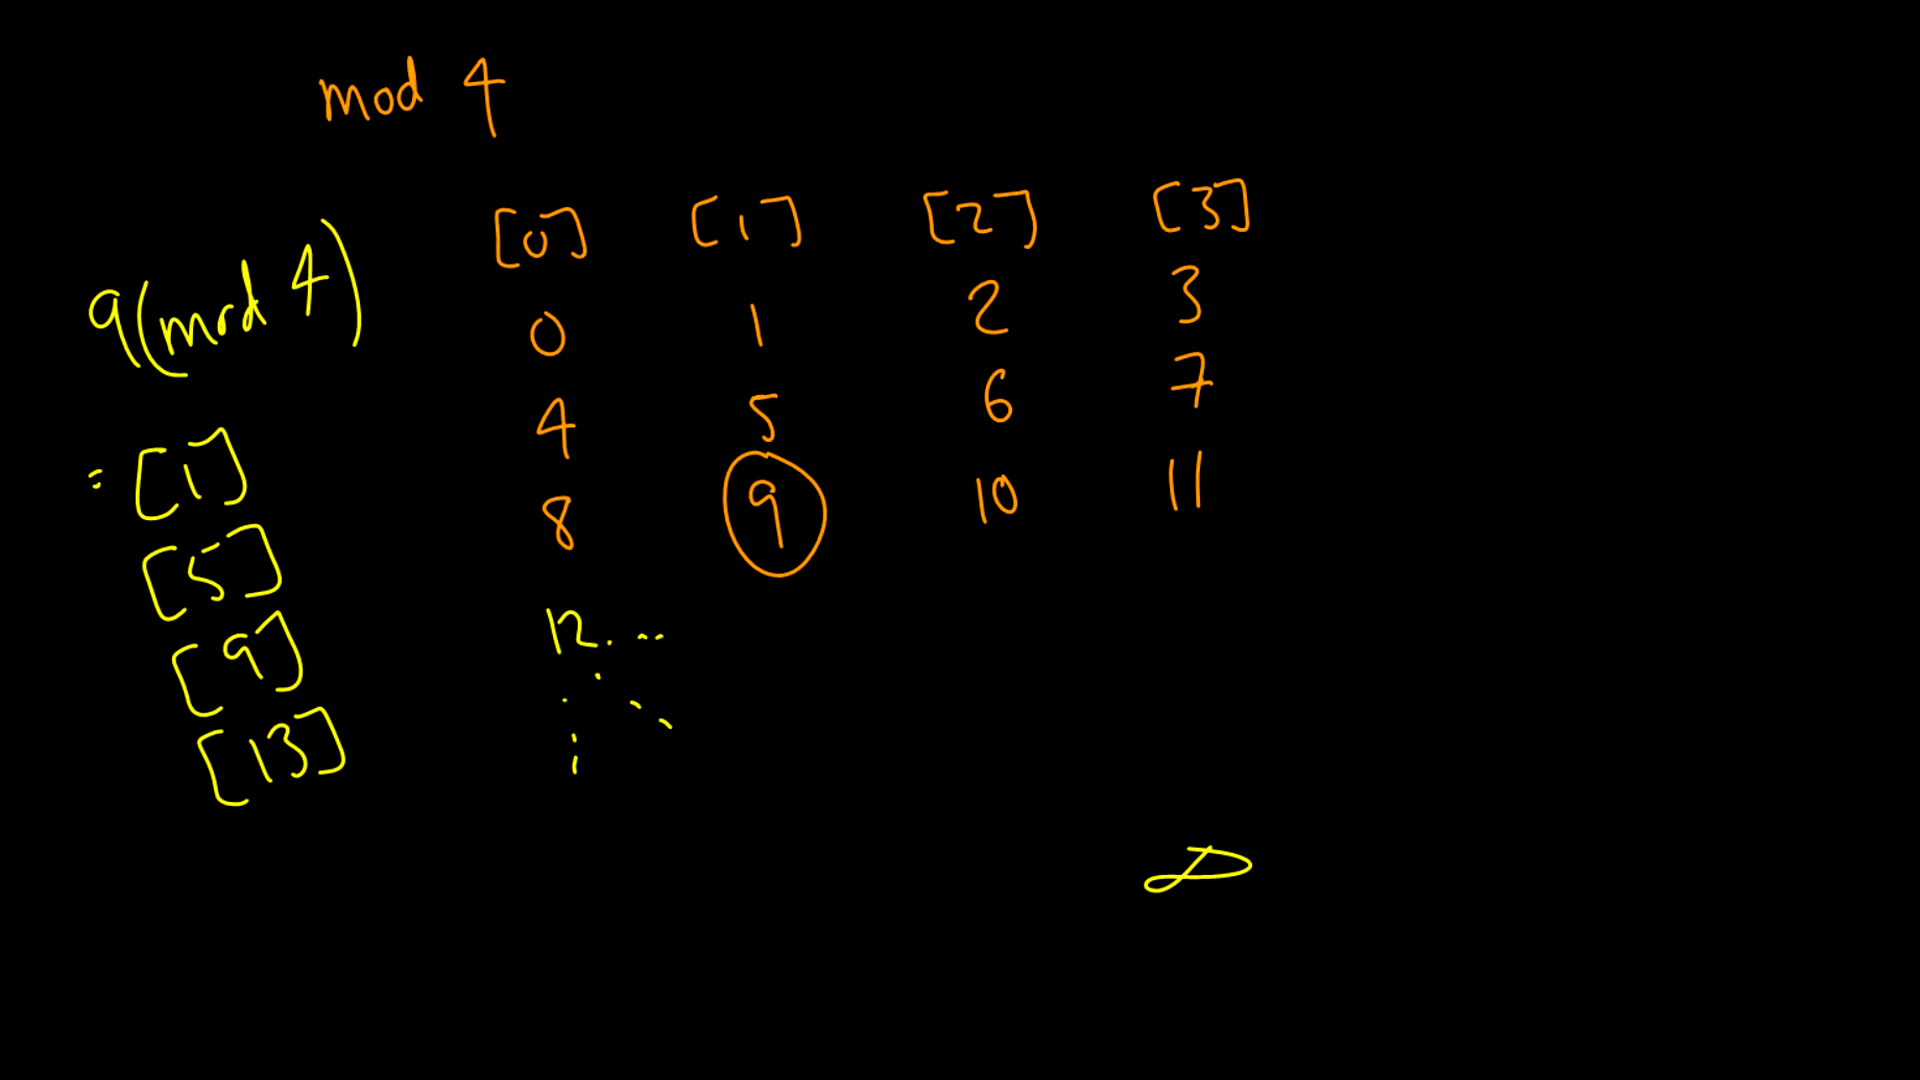 mod 4
[0] [1] [2] [3]
0 1 2 3
4 5 6 7
8 9 10 11
12. ...
9(mod 4)
= [1]
[5]
[9]
[13]